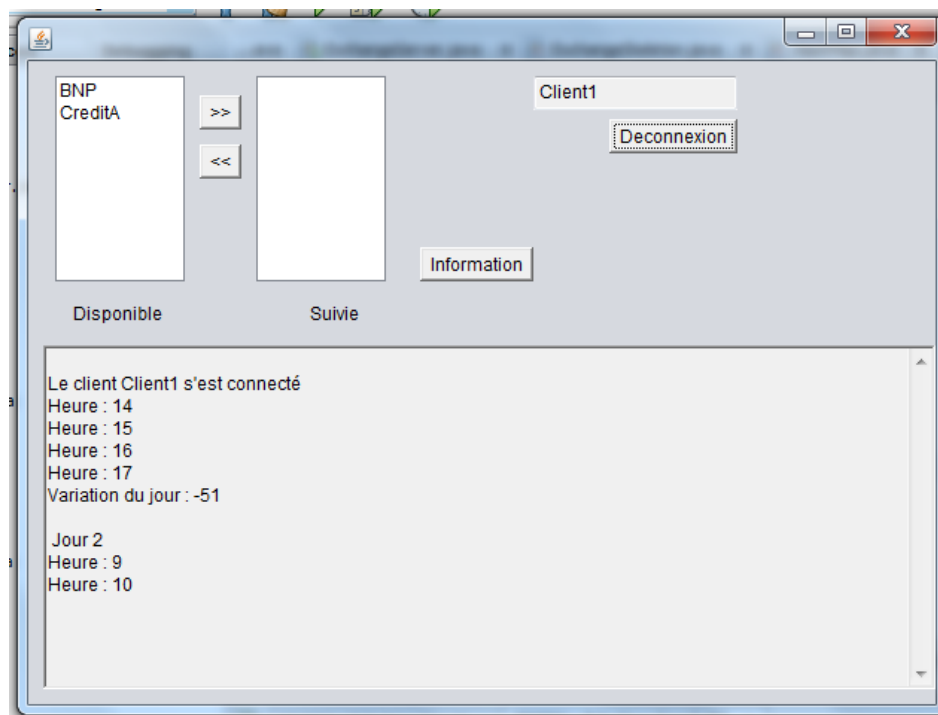 BNP
CreditA
>>
<<
Client1
Deconnexion
Information
Disponible
Suivie
Le client Client1 s'est connecté
Heure : 14
Heure : 15
Heure : 16
Heure : 17
Variation du jour : -51
Jour 2
Heure : 9
Heure : 10